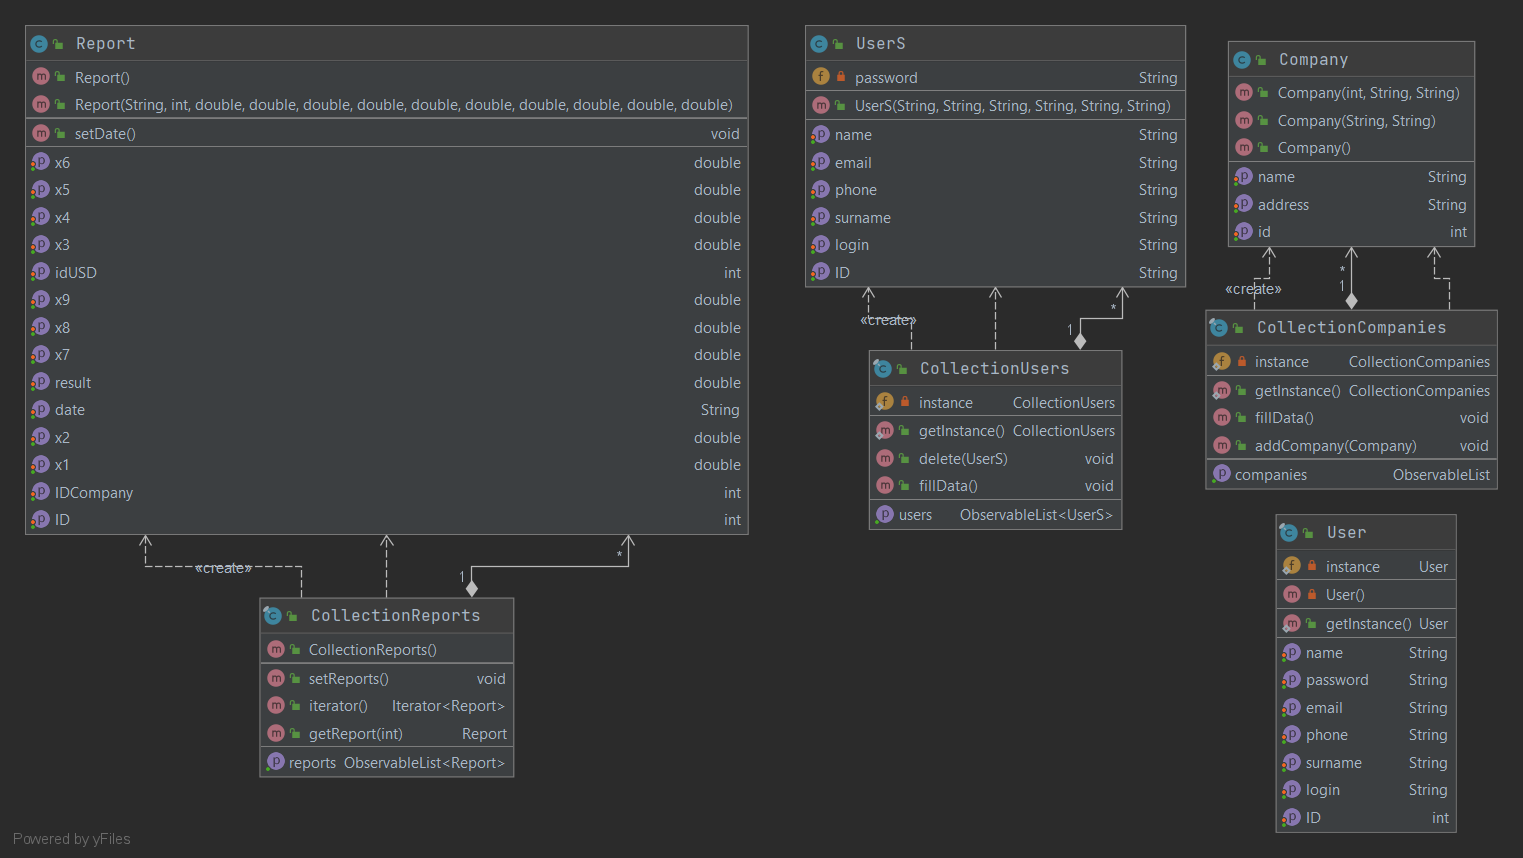 Report
Report()
Report(String, int, double, double, double, double, double, double, double, double, double, double)
setDate() void
x6 double
x5 double
x4 double
x3 double
idUSD int
x9 double
x8 double
x7 double
result double
date String
x2 double
x1 double
IDCompany int
ID int
«create»
1
*
CollectionReports
CollectionReports()
setReports() void
iterator() Iterator<Report>
getReport(int) Report
reports ObservableList<Report>
UserS
password String
UserS(String, String, String, String, String, String)
name String
email String
phone String
surname String
login String
ID String
«create»
1
*
CollectionUsers
instance CollectionUsers
getInstance() CollectionUsers
delete(UserS) void
fillData() void
users ObservableList<UserS>
Company
Company(int, String, String)
Company(String, String)
Company()
name String
address String
id int
«create»
*
1
CollectionCompanies
instance CollectionCompanies
getInstance() CollectionCompanies
fillData() void
addCompany(Company) void
companies ObservableList
User
instance User
User()
getInstance() User
name String
password String
email String
phone String
surname String
login String
ID int
Powered by yFiles